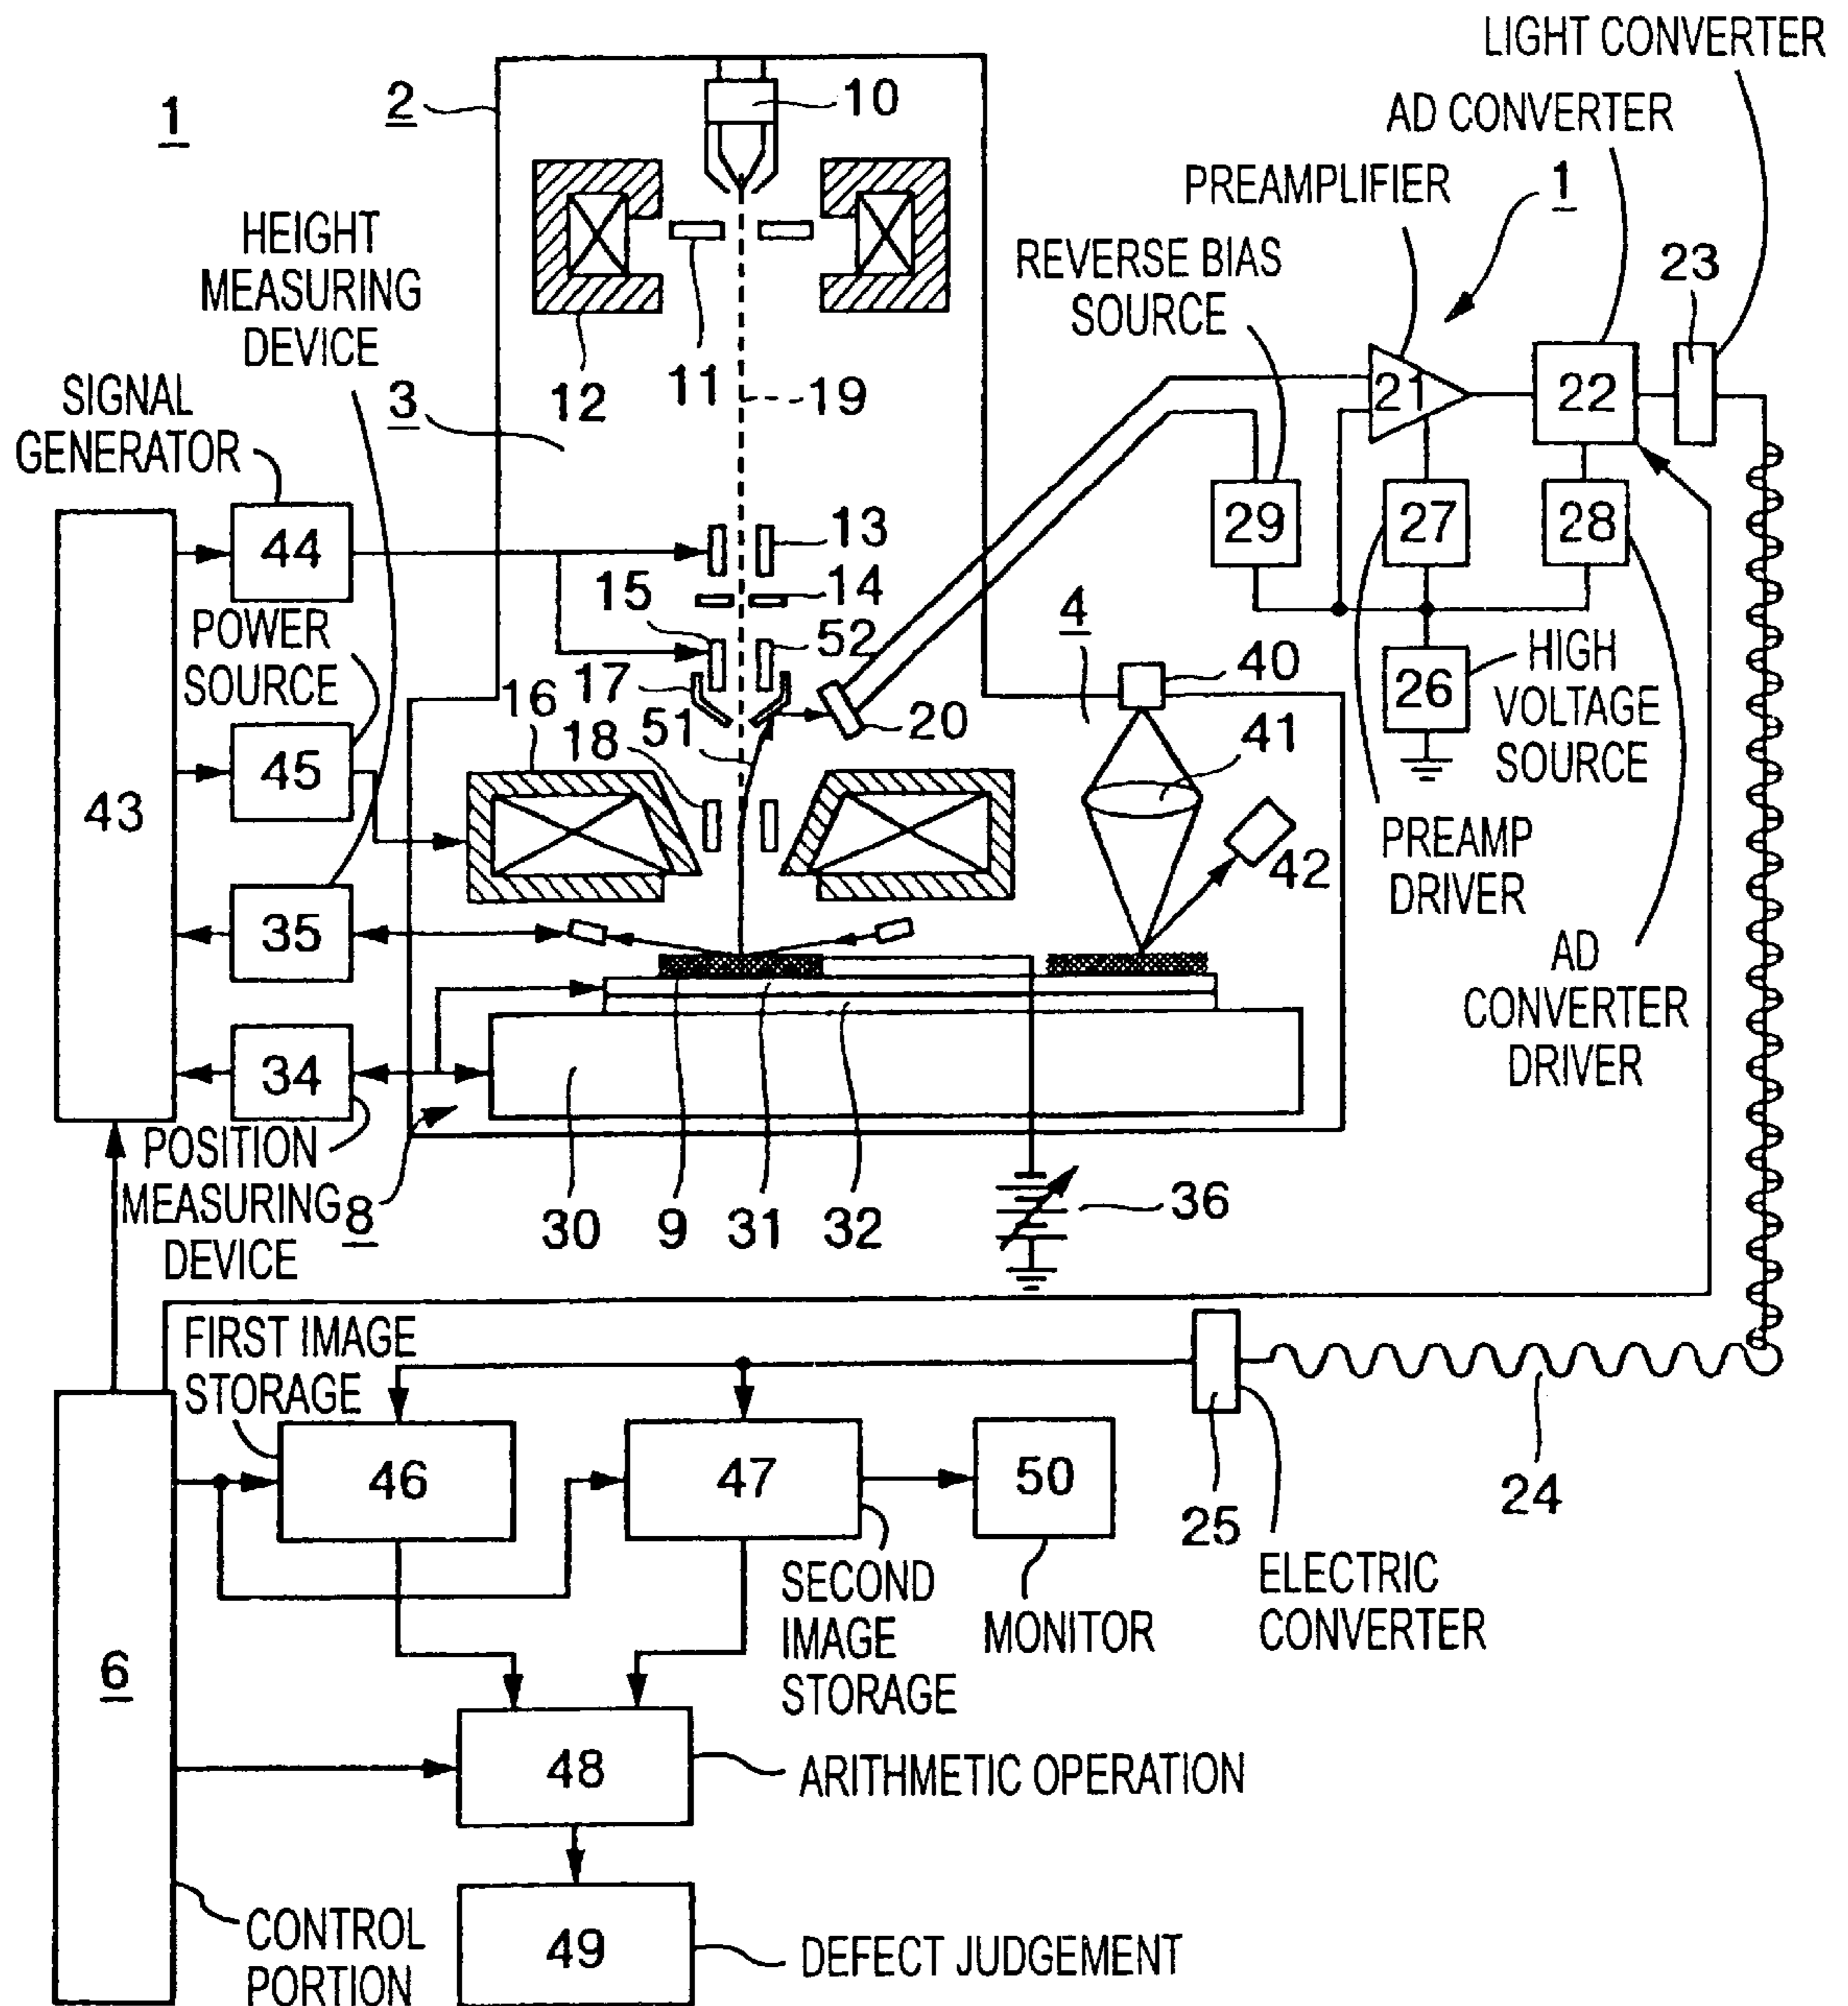 LIGHT CONVERTER
AD CONVERTER
PREAMPLIFIER
1
REVERSE BIAS
SOURCE
1
2
10
HEIGHT
MEASURING
DEVICE
12
11
19
3
SIGNAL
GENERATOR
21
22
23
29
27
28
26
HIGH
VOLTAGE
SOURCE
44
13
14
15
52
17
POWER
SOURCE
16
18
51
20
4
40
41
42
45
43
35
34
PREAMP
DRIVER
AD
CONVERTER
DRIVER
POSITION
MEASURING
DEVICE
8
30
9
31
32
36
FIRST IMAGE
STORAGE
46
47
50
25
24
SECOND
IMAGE
STORAGE
MONITOR
ELECTRIC
CONVERTER
6
48
ARITHMETIC OPERATION
49
DEFECT JUDGEMENT
CONTROL
PORTION